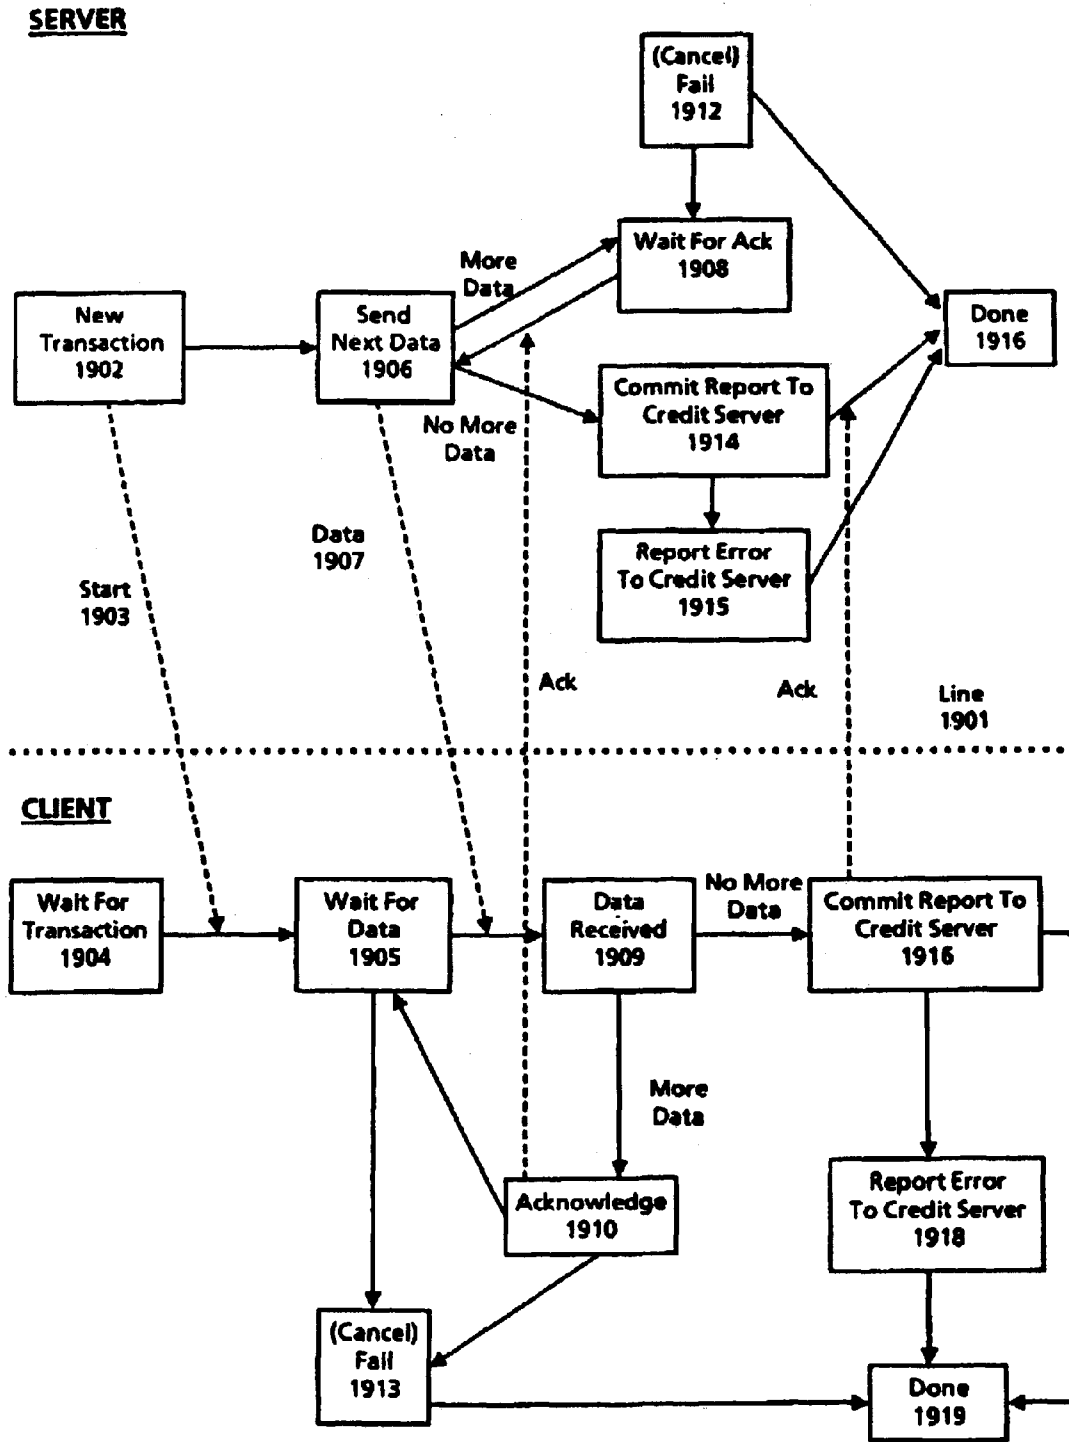 SERVER
(Cancel)
Fail
1912
Wait For Ack
1908
More
Data
New
Transaction
1902
Send
Next Data
1906
Done
1916
Commit Report To
Credit Server
1914
No More
Data
Data
1907
Report Error
To Credit Server
1915
Start
1903
Ack
Ack
Line
1901
CLIENT
Wait For
Transaction
1904
Wait For
Data
1905
Data
Received
1909
No More
Data
Commit Report To
Credit Server
1916
More
Data
Acknowledge
1910
Report Error
To Credit Server
1918
(Cancel)
Fail
1913
Done
1919